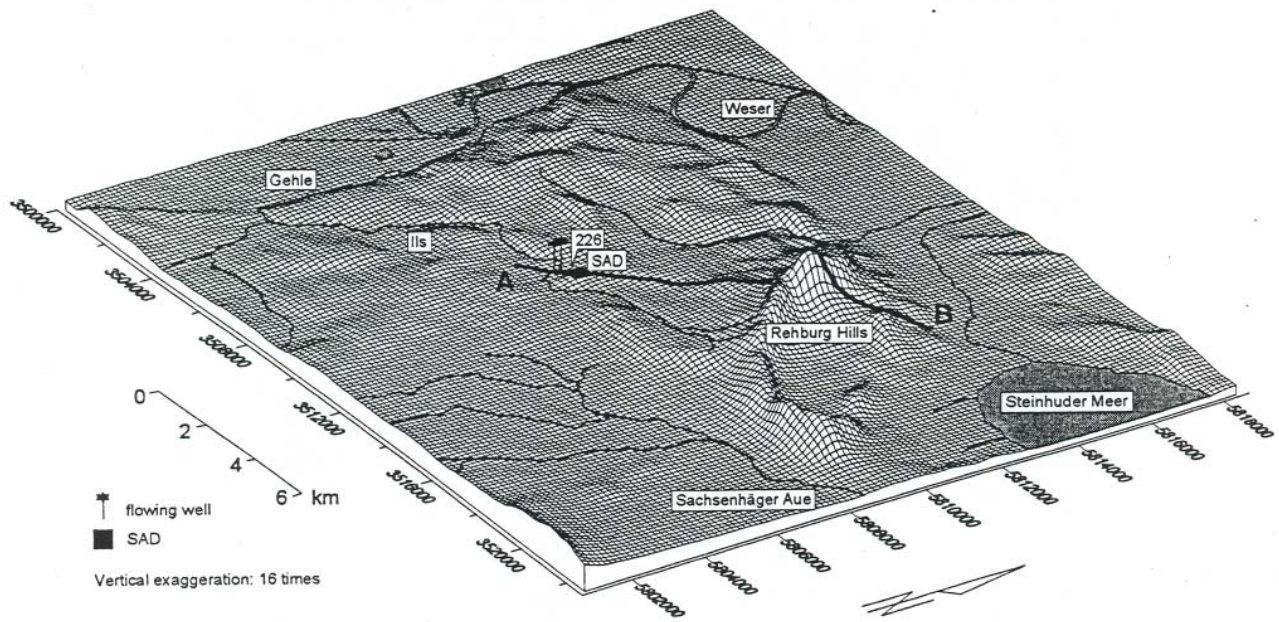 Weser
Gehle
Ils
226
SAD
A
B
Rehburg Hills
Steinhuder Meer
Sachsenhäger Aue
3500000
3504000
3508000
3512000
3516000
3520000
5802000
5804000
5806000
5808000
5810000
5812000
5814000
5816000
5818000
0
2
4
6 km
flowing well
SAD
Vertical exaggeration: 16 times
N